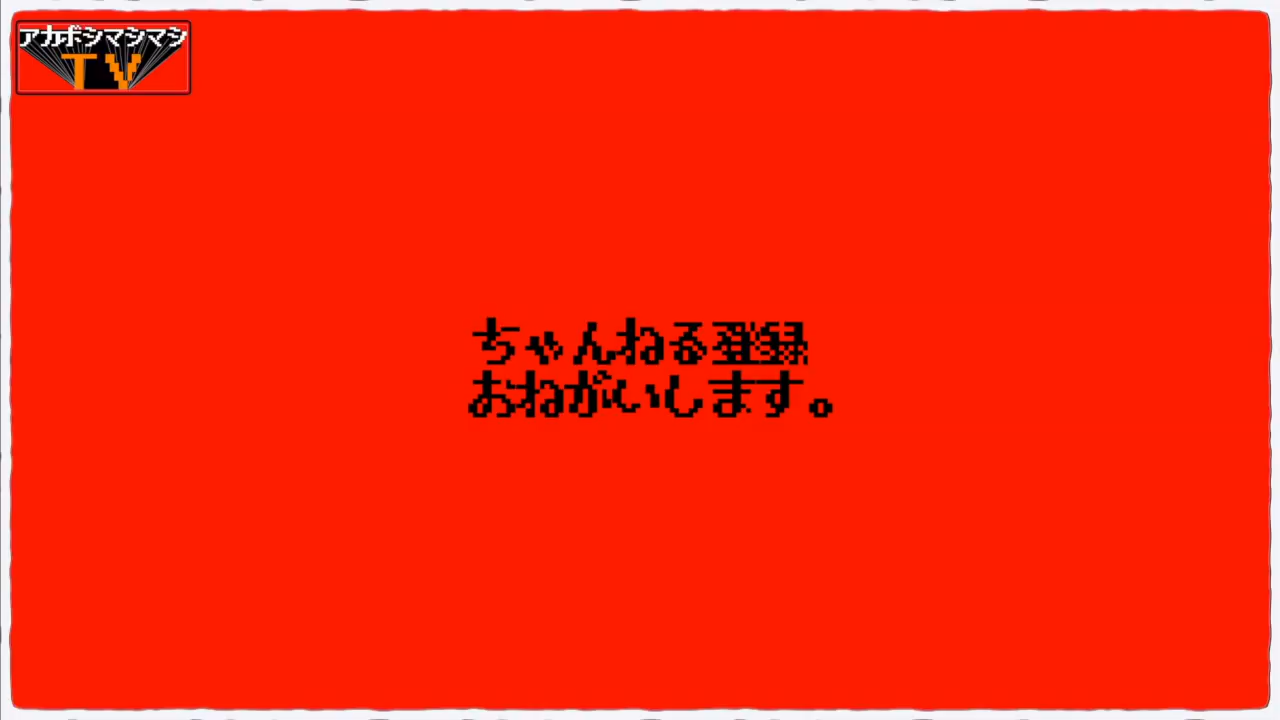 アカボシマシマシ
TV
ちゃんねる登録
おねがいします。